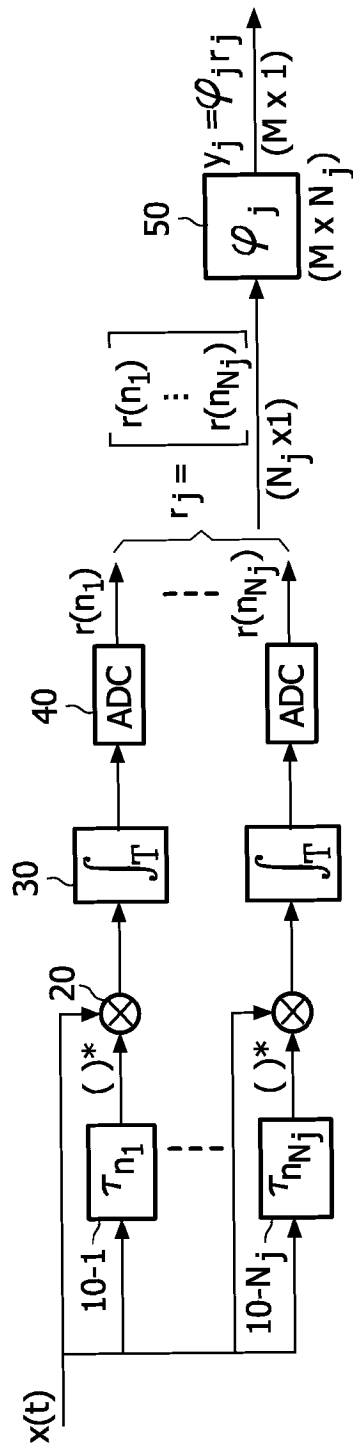 x(t)
10-1
τn1
( )*
20
30
∫T
40
ADC
r(n1)
10-Nj
τnNj
( )*
∫T
ADC
r(nNj)
rj = [ r(n1) ⋮ r(nNj) ]
(Nj x1)
50
φj
(M x Nj)
yj =φj rj
(M x 1)